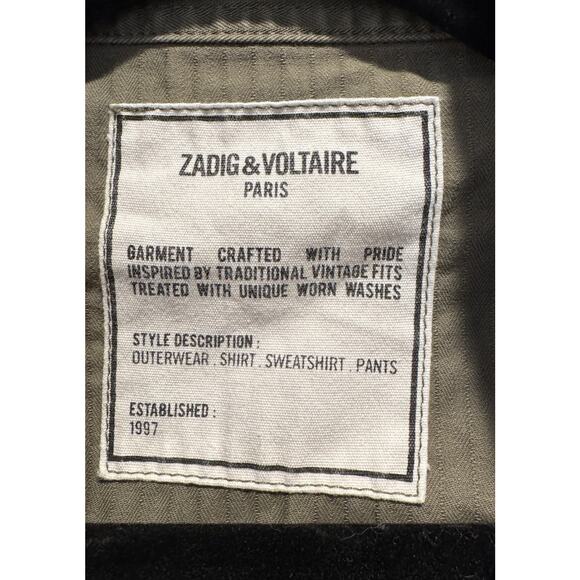 ZADIG&VOLTAIRE
PARIS
GARMENT CRAFTED WITH PRIDE
INSPIRED BY TRADITIONAL VINTAGE FITS
TREATED WITH UNIQUE WORN WASHES
STYLE DESCRIPTION :
OUTERWEAR . SHIRT . SWEATSHIRT . PANTS
ESTABLISHED :
1997